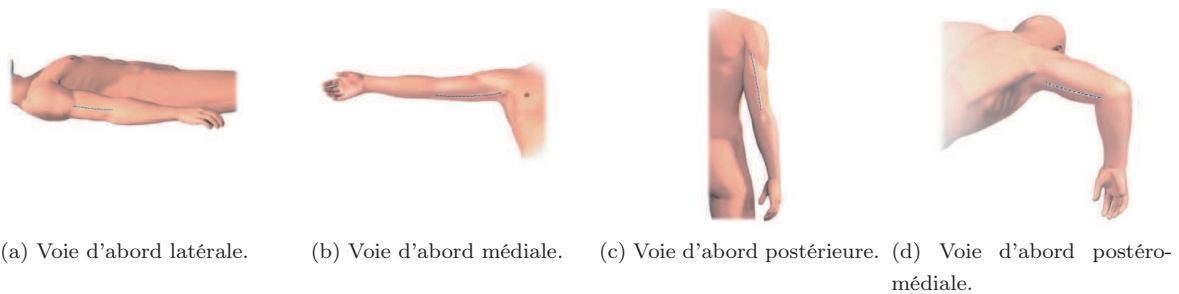 (a) Voie d'abord latérale.
(b) Voie d'abord médiale.
(c) Voie d'abord postérieure.
(d) Voie d'abord postéro-
médiale.